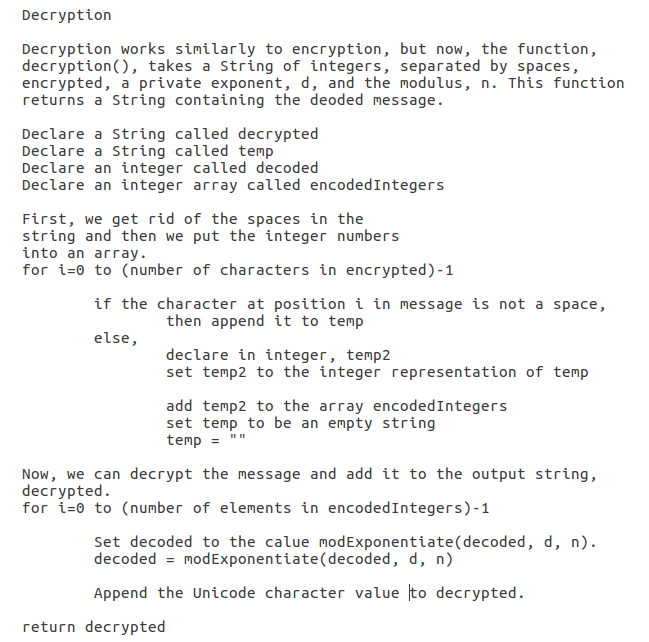 Decryption
Decryption works similarly to encryption, but now, the function,
decryption(), takes a String of integers, separated by spaces,
encrypted, a private exponent, d, and the modulus, n. This function
returns a String containing the deoded message.
Declare a String called decrypted
Declare a String called temp
Declare an integer called decoded
Declare an integer array called encodedIntegers
First, we get rid of the spaces in the
string and then we put the integer numbers
into an array.
for i=0 to (number of characters in encrypted)-1
if the character at position i in message is not a space,
then append it to temp
else,
declare in integer, temp2
set temp2 to the integer representation of temp
add temp2 to the array encodedIntegers
set temp to be an empty string
temp = ""
Now, we can decrypt the message and add it to the output string,
decrypted.
for i=0 to (number of elements in encodedIntegers)-1
Set decoded to the calue modExponentiate(decoded, d, n).
decoded = modExponentiate(decoded, d, n)
Append the Unicode character value to decrypted.
return decrypted